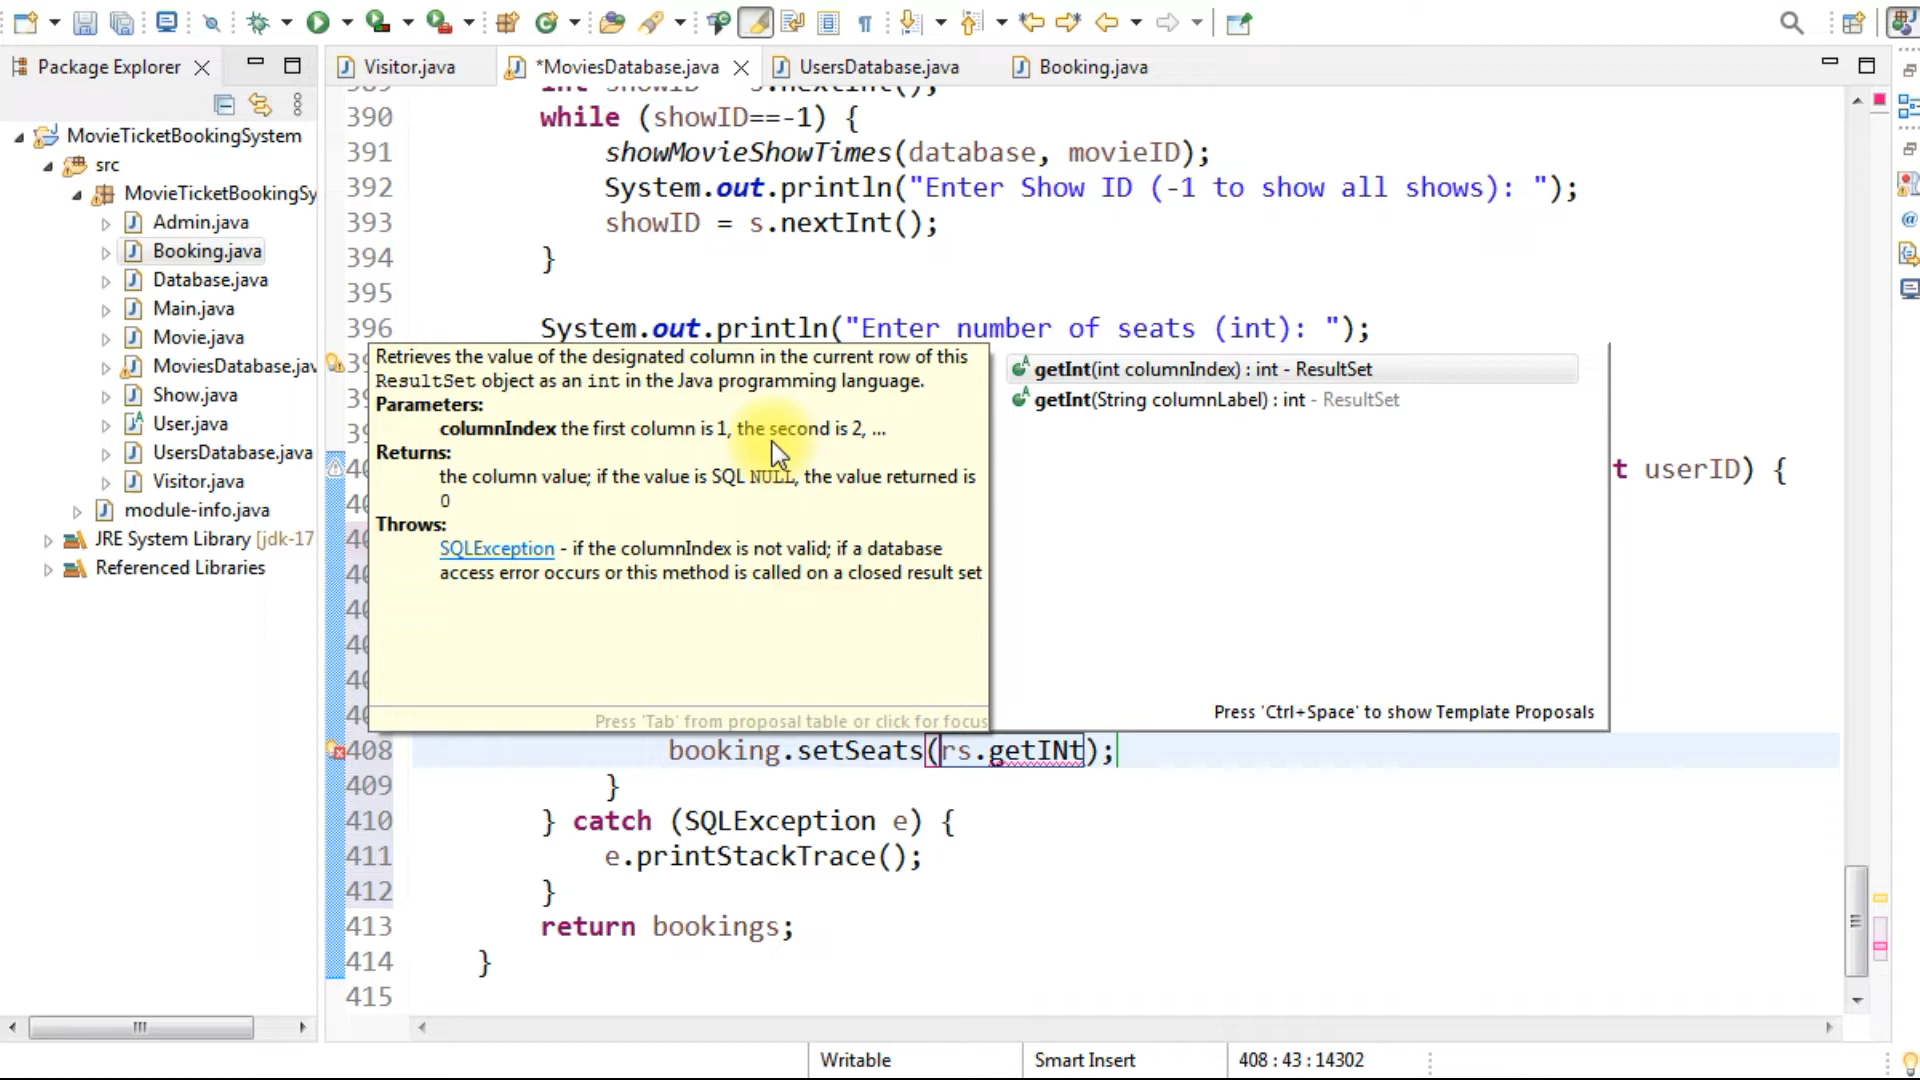 Package Explorer
Visitor.java
*MoviesDatabase.java
UsersDatabase.java
Booking.java
MovieTicketBookingSystem
src
MovieTicketBookingSy
Admin.java
Booking.java
Database.java
Main.java
Movie.java
MoviesDatabase.jav
Show.java
User.java
UsersDatabase.java
Visitor.java
module-info.java
JRE System Library [jdk-17
Referenced Libraries
390 while (showID==-1) {
391 showMovieShowTimes(database, movieID);
392 System.out.println("Enter Show ID (-1 to show all shows): ");
393 showID = s.nextInt();
394 }
395
396 System.out.println("Enter number of seats (int): ");
t userID) {
Retrieves the value of the designated column in the current row of this
ResultSet object as an int in the Java programming language.
Parameters:
columnIndex the first column is 1, the second is 2, ...
Returns:
the column value; if the value is SQL NULL, the value returned is
0
Throws:
SQLException - if the columnIndex is not valid; if a database
access error occurs or this method is called on a closed result set
Press 'Tab' from proposal table or click for focus
getInt(int columnIndex) : int - ResultSet
getInt(String columnLabel) : int - ResultSet
Press 'Ctrl+Space' to show Template Proposals
408 booking.setSeats(rs.getINt);
409 }
410 } catch (SQLException e) {
411 e.printStackTrace();
412 }
413 return bookings;
414 }
415
Writable
Smart Insert
408 : 43 : 14302